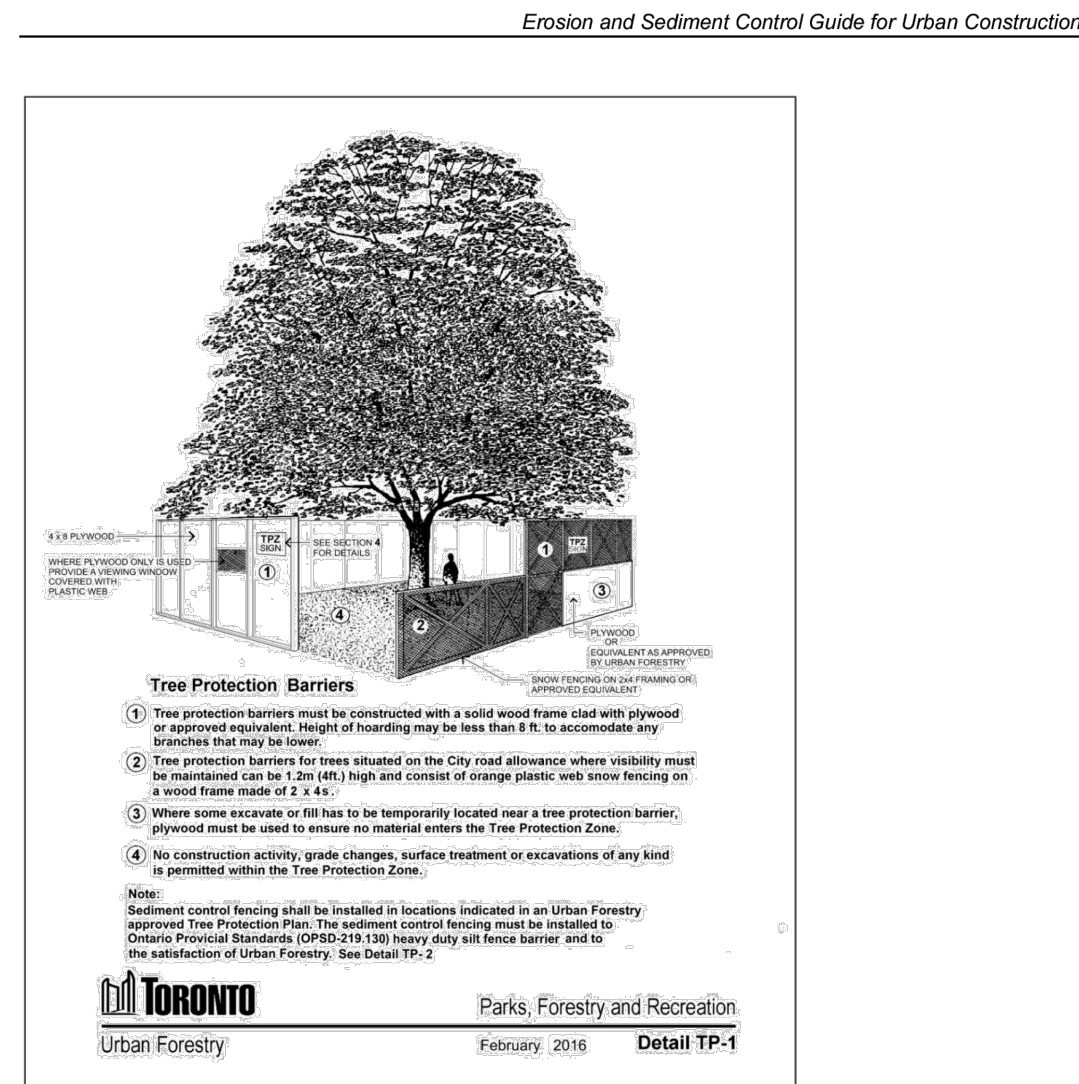 Erosion and Sediment Control Guide for Urban Construction
4 x 8 PLYWOOD
WHERE PLYWOOD ONLY IS USED
PROVIDE A VIEWING WINDOW
COVERED WITH
PLASTIC WEB
TPZ
SIGN
SEE SECTION 4
FOR DETAILS
1
4
2
1
TPZ
SIGN
3
PLYWOOD
OR
EQUIVALENT AS APPROVED
BY URBAN FORESTRY
SNOW FENCING ON 2x4 FRAMING OR
APPROVED EQUIVALENT
Tree Protection Barriers
1 Tree protection barriers must be constructed with a solid wood frame clad with plywood
or approved equivalent. Height of hoarding may be less than 8 ft. to accomodate any
branches that may be lower.
2 Tree protection barriers for trees situated on the City road allowance where visibility must
be maintained can be 1.2m (4ft.) high and consist of orange plastic web snow fencing on
a wood frame made of 2 x 4s.
3 Where some excavate or fill has to be temporarily located near a tree protection barrier,
plywood must be used to ensure no material enters the Tree Protection Zone.
4 No construction activity, grade changes, surface treatment or excavations of any kind
is permitted within the Tree Protection Zone.
Note:
Sediment control fencing shall be installed in locations indicated in an Urban Forestry
approved Tree Protection Plan. The sediment control fencing must be installed to
Ontario Provicial Standards (OPSD-219.130) heavy duty silt fence barrier and to
the satisfaction of Urban Forestry. See Detail TP- 2
TORONTO
Parks, Forestry and Recreation
Urban Forestry
February 2016
Detail TP-1